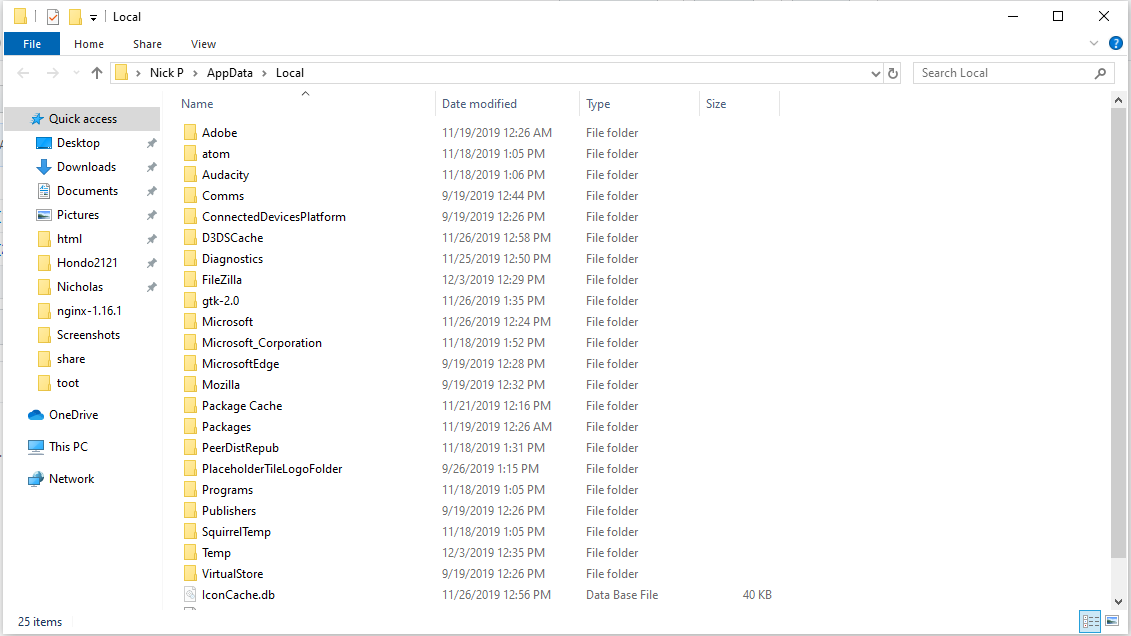 Local
File Home Share View
Nick P > AppData > Local Search Local
Name Date modified Type Size
Quick access
Desktop
Downloads
Documents
Pictures
html
Hondo2121
Nicholas
nginx-1.16.1
Screenshots
share
toot
OneDrive
This PC
Network
Adobe 11/19/2019 12:26 AM File folder
atom 11/18/2019 1:05 PM File folder
Audacity 11/18/2019 1:06 PM File folder
Comms 9/19/2019 12:44 PM File folder
ConnectedDevicesPlatform 9/19/2019 12:26 PM File folder
D3DSCache 11/26/2019 12:58 PM File folder
Diagnostics 11/25/2019 12:50 PM File folder
FileZilla 12/3/2019 12:29 PM File folder
gtk-2.0 11/26/2019 1:35 PM File folder
Microsoft 11/26/2019 12:24 PM File folder
Microsoft_Corporation 11/18/2019 1:52 PM File folder
MicrosoftEdge 9/19/2019 12:28 PM File folder
Mozilla 9/19/2019 12:32 PM File folder
Package Cache 11/21/2019 12:16 PM File folder
Packages 11/19/2019 12:26 AM File folder
PeerDistRepub 11/18/2019 1:31 PM File folder
PlaceholderTileLogoFolder 9/26/2019 1:15 PM File folder
Programs 11/18/2019 1:05 PM File folder
Publishers 9/19/2019 12:26 PM File folder
SquirrelTemp 11/18/2019 1:05 PM File folder
Temp 12/3/2019 12:35 PM File folder
VirtualStore 9/19/2019 12:26 PM File folder
IconCache.db 11/26/2019 12:56 PM Data Base File 40 KB
25 items